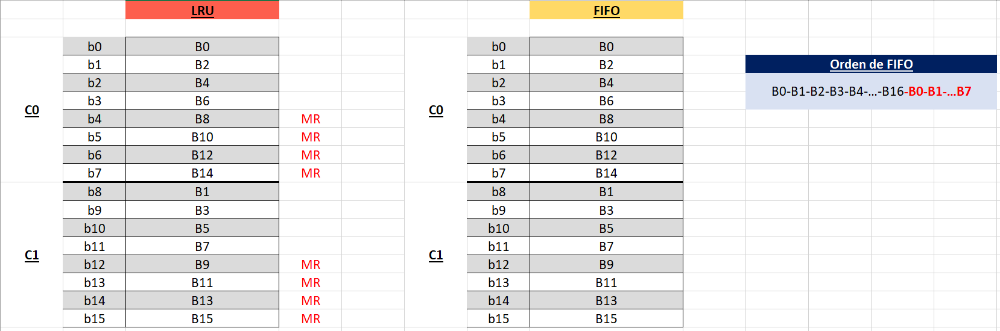 LRU FIFO
b0 B0 b0 B0
b1 B2 b1 B2 Orden de FIFO
b2 B4 b2 B4
B0-B1-B2-B3-B4-...-B16-B0-B1-...B7
b3 B6 b3 B6
C0 C0
b4 B8 MR b4 B8
b5 B10 MR b5 B10
b6 B12 MR b6 B12
b7 B14 MR b7 B14
b8 B1 b8 B1
b9 B3 b9 B3
b10 B5 b10 B5
b11 B7 b11 B7
C1 C1
b12 B9 MR b12 B9
b13 B11 MR b13 B11
b14 B13 MR b14 B13
b15 B15 MR b15 B15